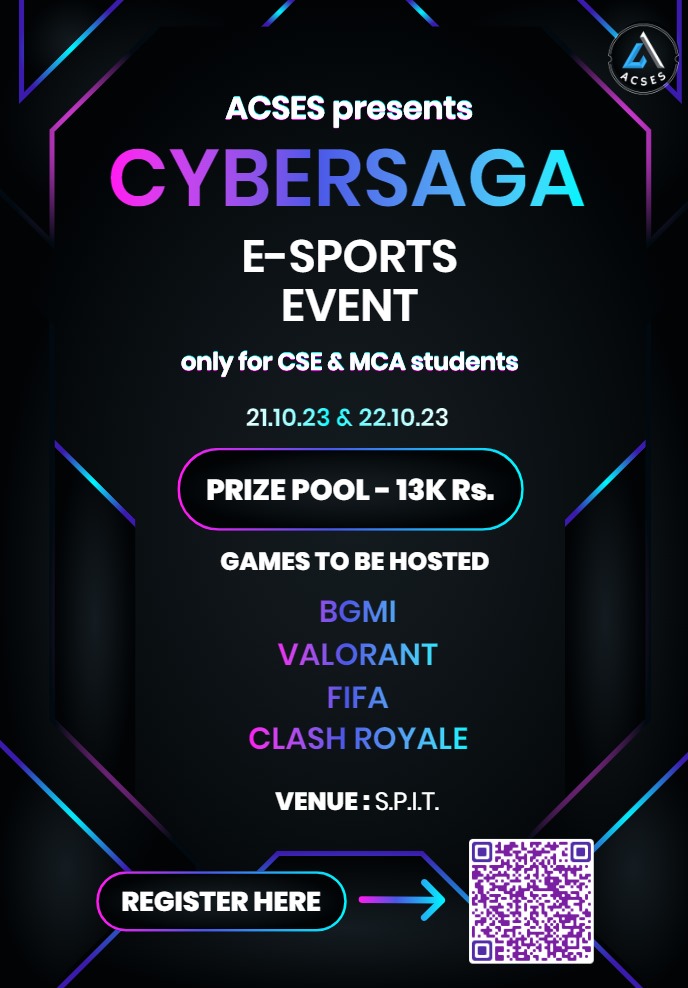 ACSES
ACSES presents
CYBERSAGA
E-SPORTS
EVENT
only for CSE & MCA students
21.10.23 & 22.10.23
PRIZE POOL - 13K Rs.
GAMES TO BE HOSTED
BGMI
VALORANT
FIFA
CLASH ROYALE
VENUE : S.P.I.T.
REGISTER HERE